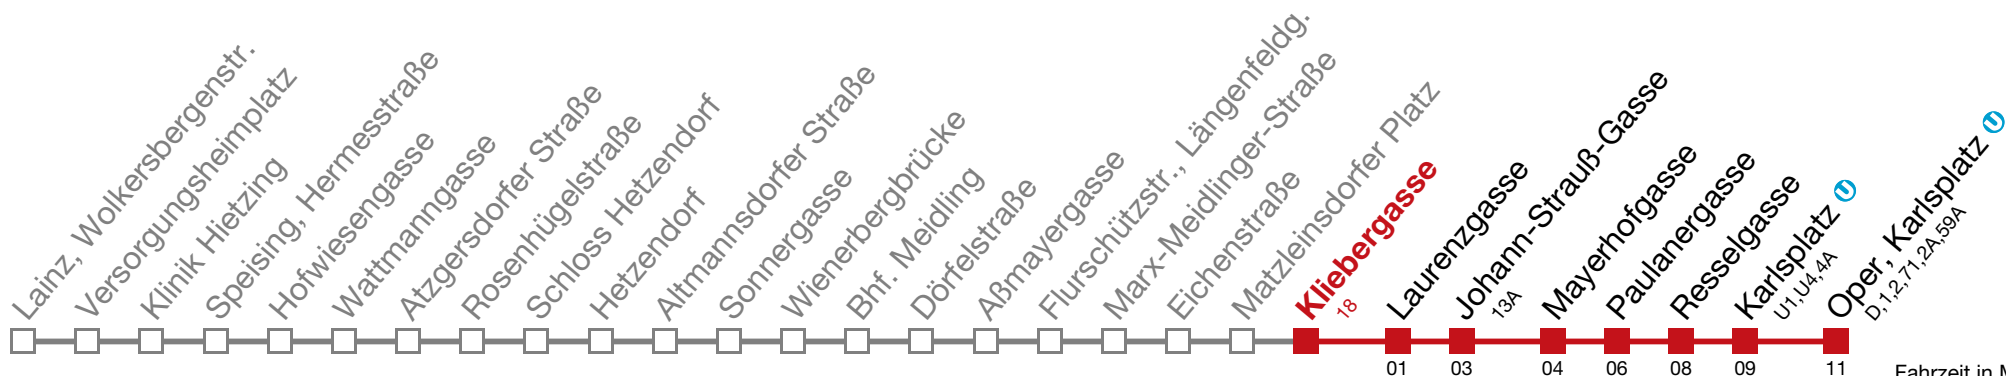 Lainz, Wolkersbergenstr.
Versorgungsheimplatz
Klinik Hietzing
Speising, Hermesstraße
Hofwiesengasse
Wattmanngasse
Atzgersdorfer Straße
Rosenhügelstraße
Schloss Hetzendorf
Hetzendorf
Altmannsdorfer Straße
Sonnergasse
Wienerbergbrücke
Bhf. Meidling
Dörfelstraße
Aßmayergasse
Flurschützstr., Längenfeldg.
Marx-Meidlinger-Straße
Eichenstraße
Matzleinsdorfer Platz
Kliebergasse
18
Laurenzgasse
Johann-Strauß-Gasse
13A
Mayerhofgasse
Paulanergasse
Resselgasse
Karlsplatz U
U1,U4,4A
Oper, Karlsplatz U
D,1,2,71,2A,59A
01 03 04 06 08 09 11
Fahrzeit in M